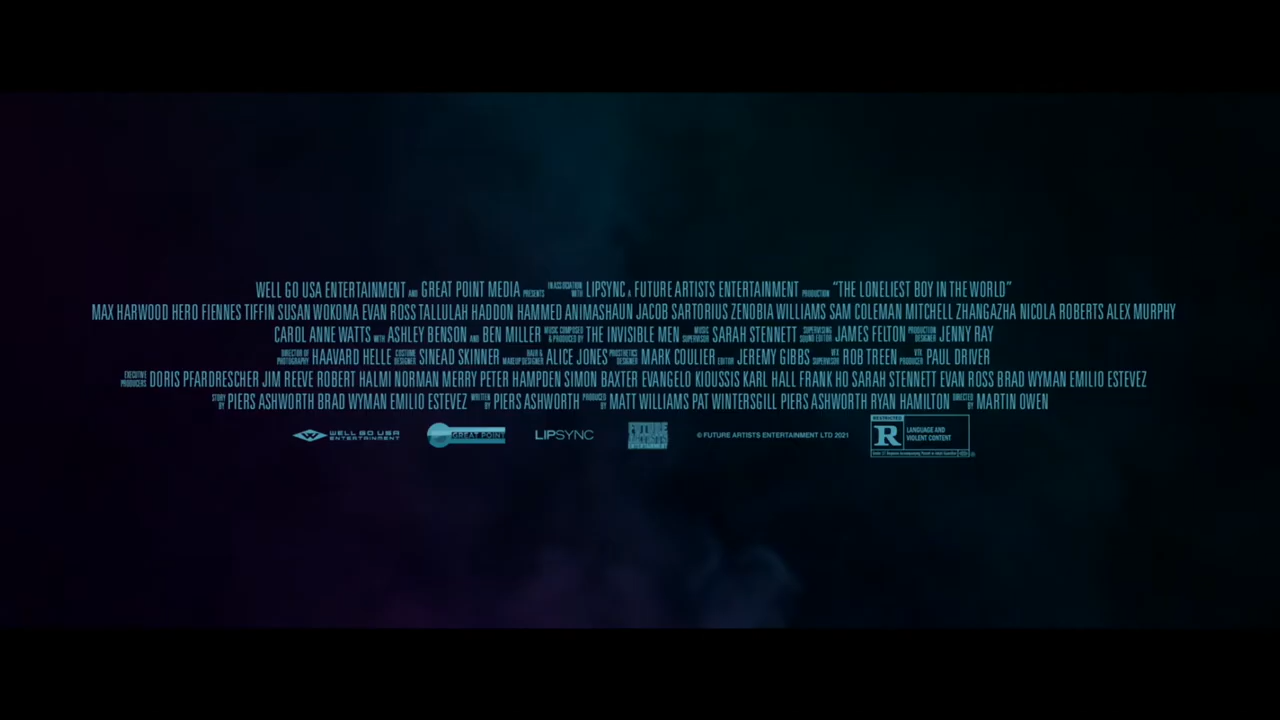 WELL GO USA ENTERTAINMENT AND GREAT POINT MEDIA PRESENTS IN ASSOCIATION WITH LIPSYNC & FUTURE ARTISTS ENTERTAINMENT PRODUCTION “THE LONELIEST BOY IN THE WORLD”
MAX HARWOOD HERO FIENNES TIFFIN SUSAN WOKOMA EVAN ROSS TALLULAH HADDON HAMMED ANIMASHAUN JACOB SARTORIUS ZENOBIA WILLIAMS SAM COLEMAN MITCHELL ZHANGAZHA NICOLA ROBERTS ALEX MURPHY
CAROL ANNE WATTS WITH ASHLEY BENSON AND BEN MILLER MUSIC COMPOSED & PRODUCED BY THE INVISIBLE MEN MUSIC SUPERVISOR SARAH STENNETT SUPERVISING SOUND EDITOR JAMES FELTON PRODUCTION DESIGNER JENNY RAY
DIRECTOR OF PHOTOGRAPHY HAAVARD HELLE COSTUME DESIGNER SINEAD SKINNER HAIR & MAKEUP DESIGNER ALICE JONES PROSTHETICS DESIGNER MARK COULIER EDITOR JEREMY GIBBS VFX SUPERVISOR ROB TREEN VFX PRODUCER PAUL DRIVER
EXECUTIVE PRODUCERS DORIS PFARDRESCHER JIM REEVE ROBERT HALMI NORMAN MERRY PETER HAMPDEN SIMON BAXTER EVANGELO KIOUSSIS KARL HALL FRANK HO SARAH STENNETT EVAN ROSS BRAD WYMAN EMILIO ESTEVEZ
STORY BY PIERS ASHWORTH BRAD WYMAN EMILIO ESTEVEZ WRITTEN BY PIERS ASHWORTH PRODUCED BY MATT WILLIAMS PAT WINTERSGILL PIERS ASHWORTH RYAN HAMILTON DIRECTED BY MARTIN OWEN
WELL GO USA ENTERTAINMENT
GREAT POINT
LIPSYNC
FUTURE ARTISTS ENTERTAINMENT
© FUTURE ARTISTS ENTERTAINMENT LTD 2021
RESTRICTED
R
LANGUAGE AND VIOLENT CONTENT